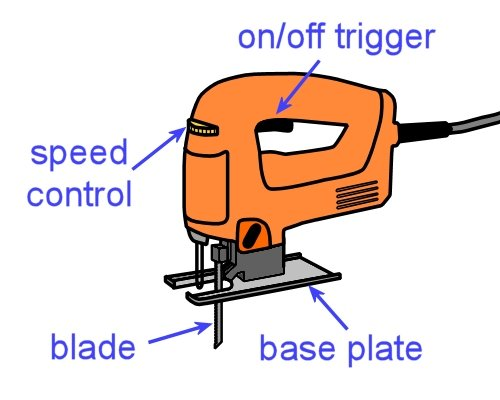 on/off trigger
speed
control
blade
base plate